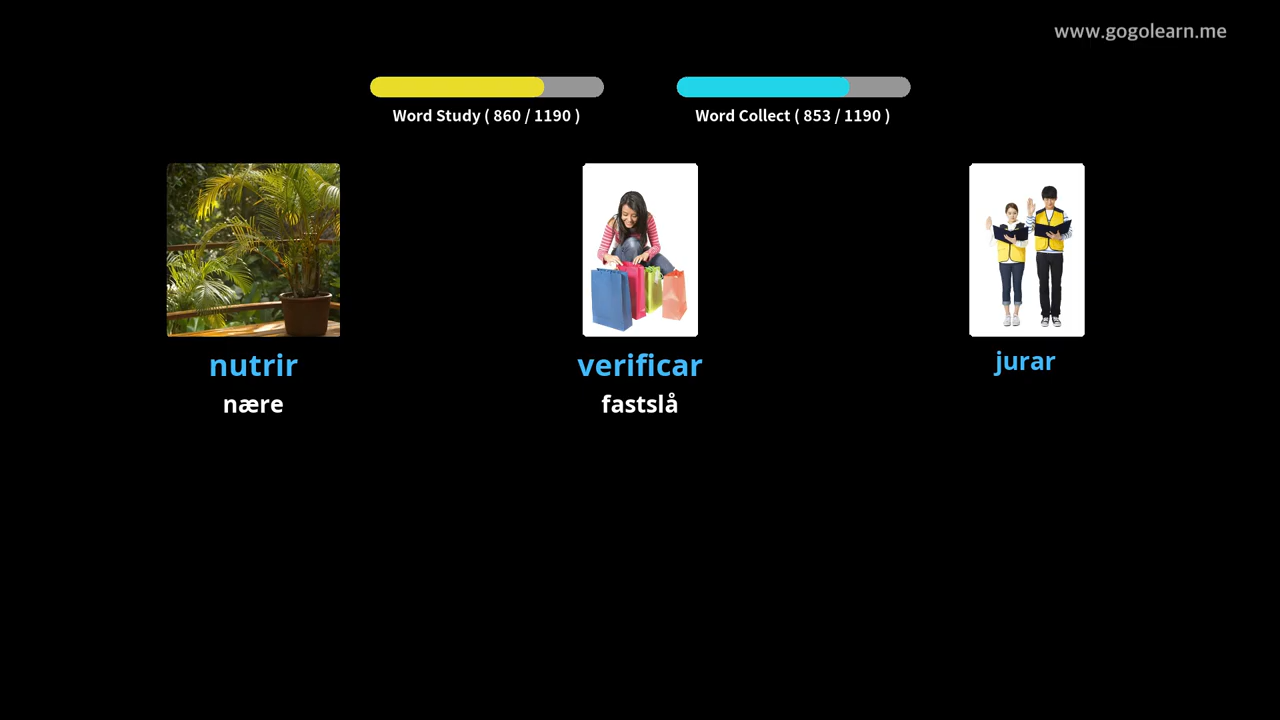 www.gogolearn.me
Word Study ( 860 / 1190 )
Word Collect ( 853 / 1190 )
nutrir
nære
verificar
fastslå
jurar